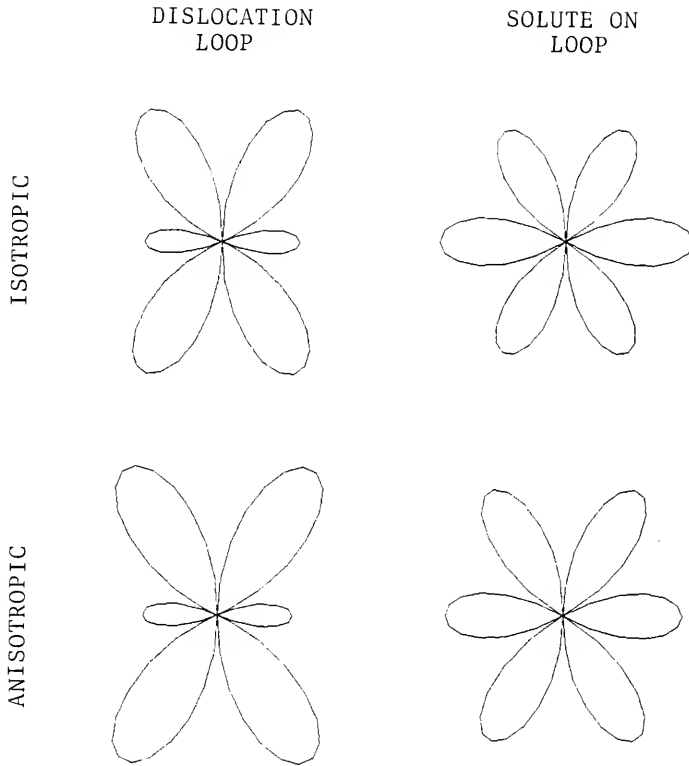 DISLOCATION
LOOP
SOLUTE ON
LOOP
ISOTROPIC
ANISOTROPIC